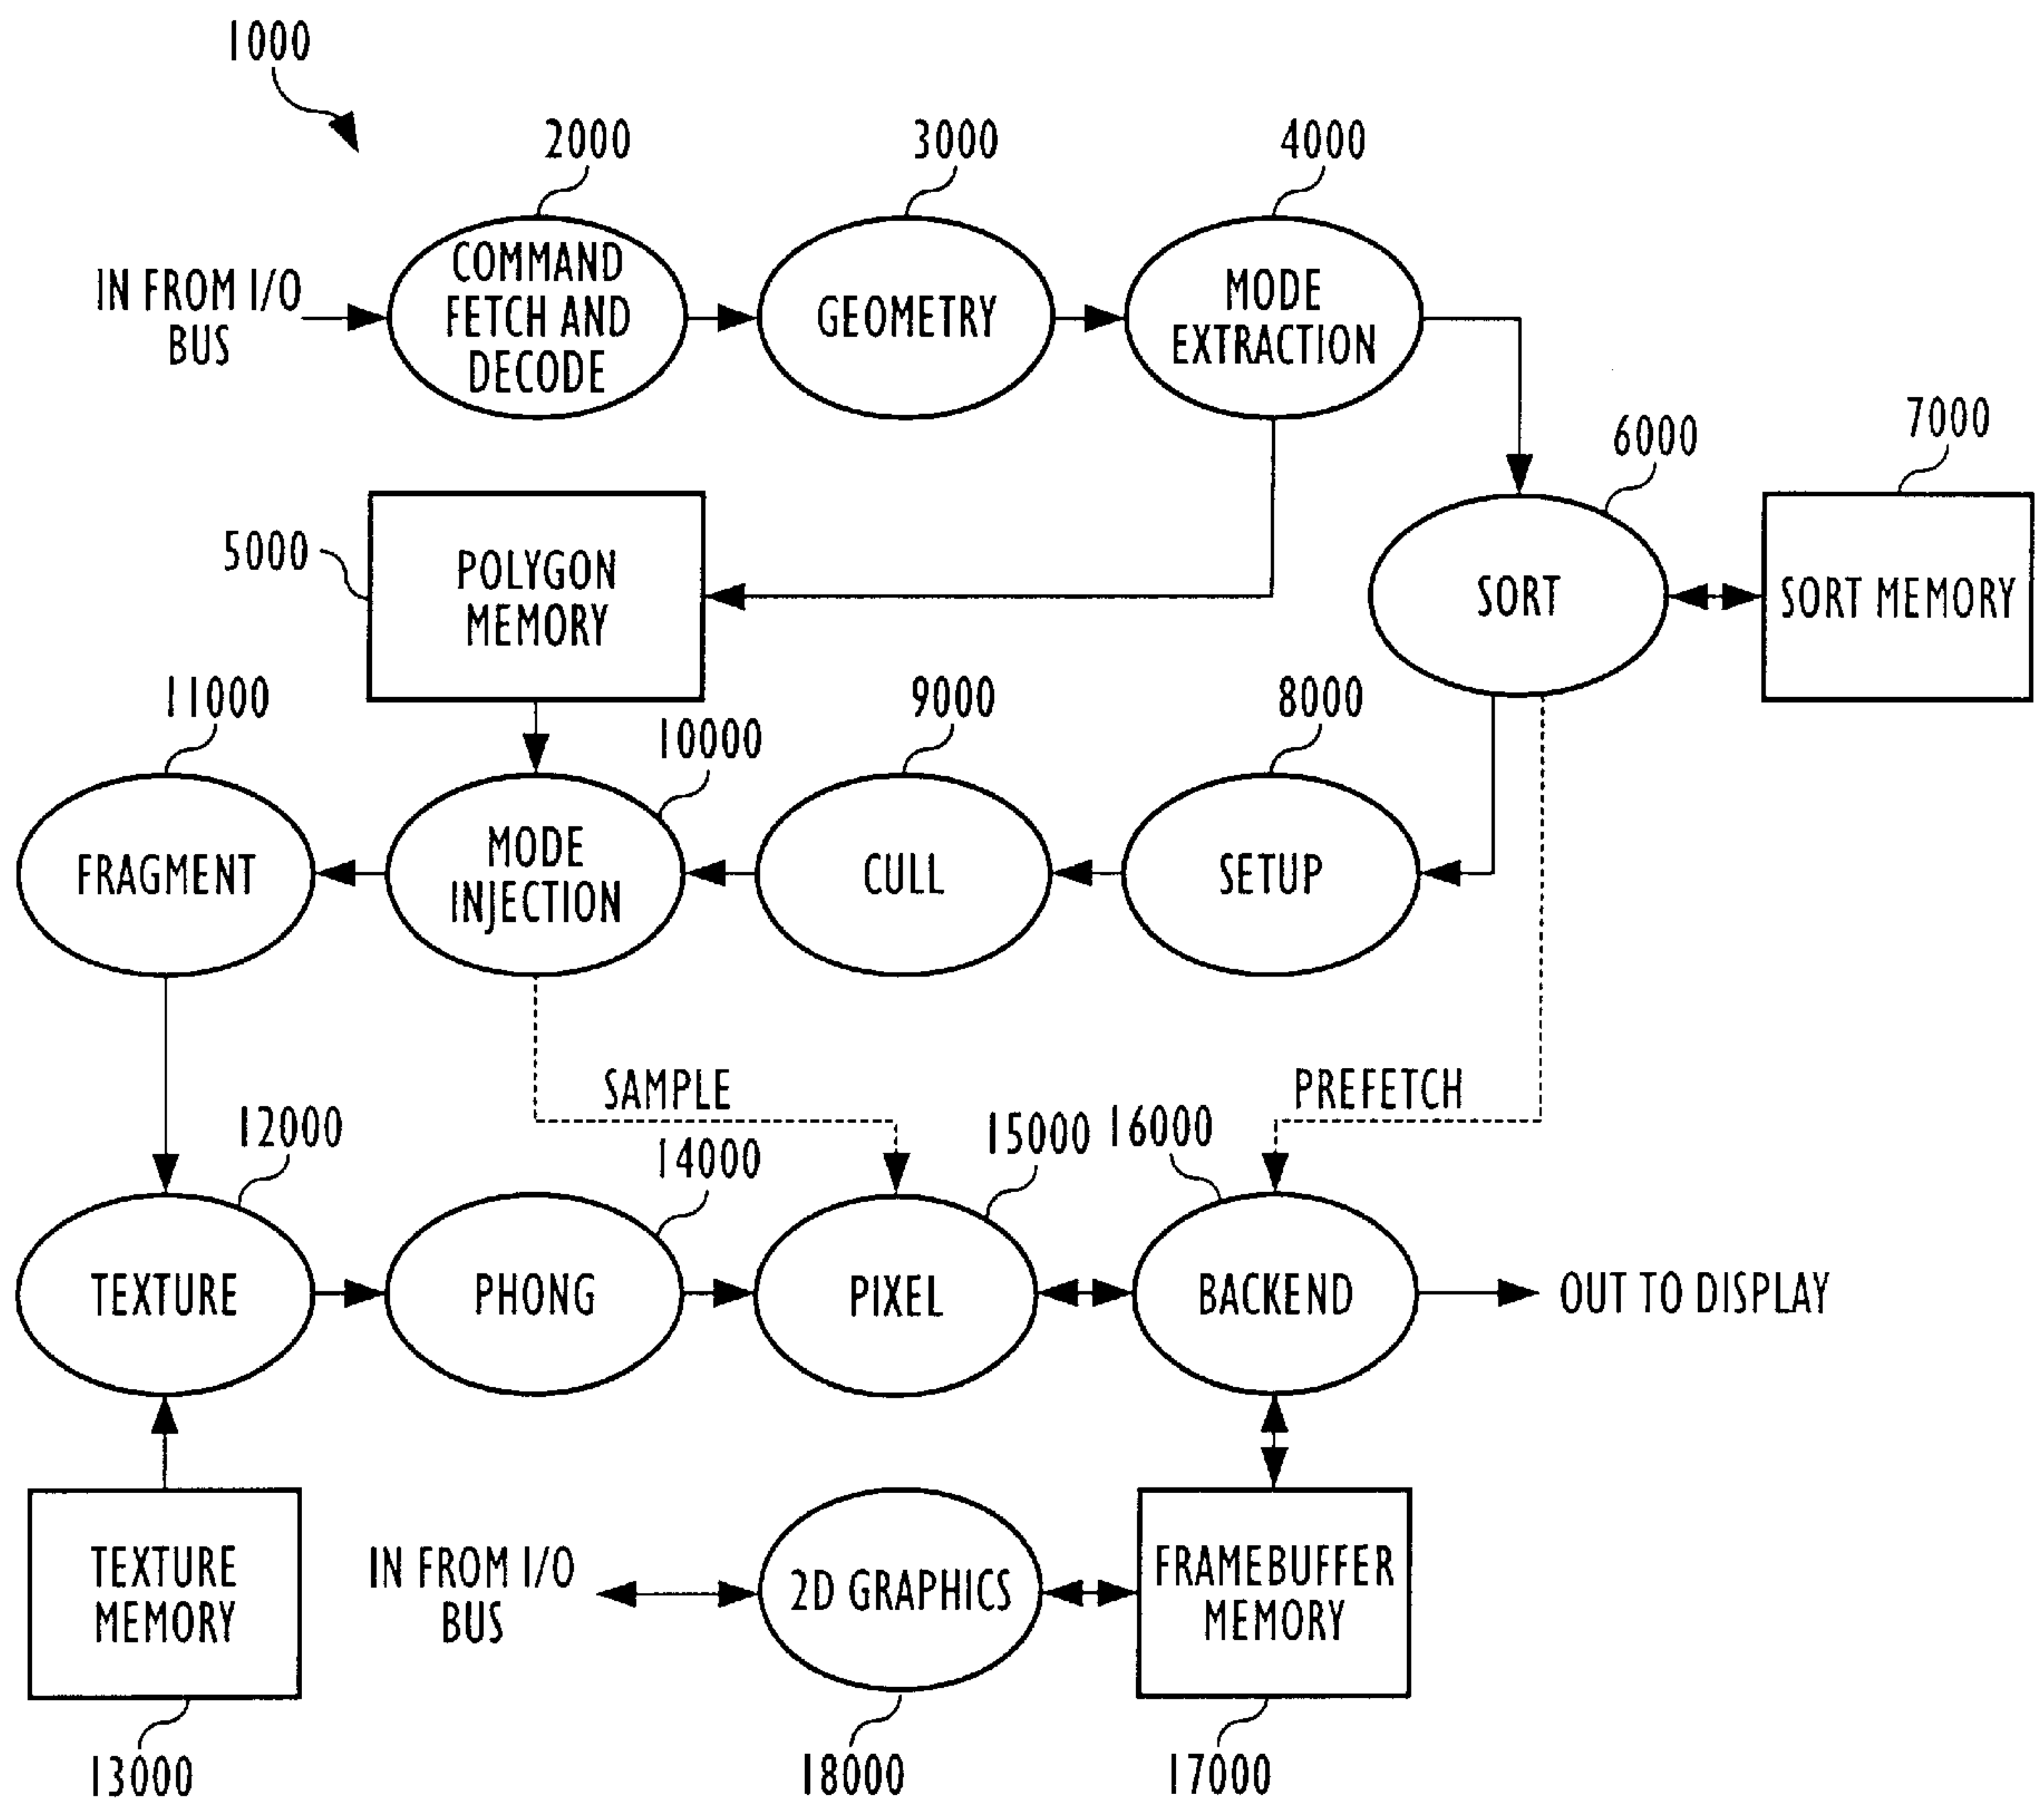 1000
2000
3000
4000
IN FROM I/O
BUS
COMMAND
FETCH AND
DECODE
GEOMETRY
MODE
EXTRACTION
5000
POLYGON
MEMORY
6000
SORT
7000
SORT MEMORY
11000
FRAGMENT
10000
MODE
INJECTION
9000
CULL
8000
SETUP
SAMPLE
PREFETCH
12000
TEXTURE
14000
PHONG
15000
PIXEL
16000
BACKEND
OUT TO DISPLAY
TEXTURE
MEMORY
13000
IN FROM I/O
BUS
2D GRAPHICS
18000
FRAMEBUFFER
MEMORY
17000